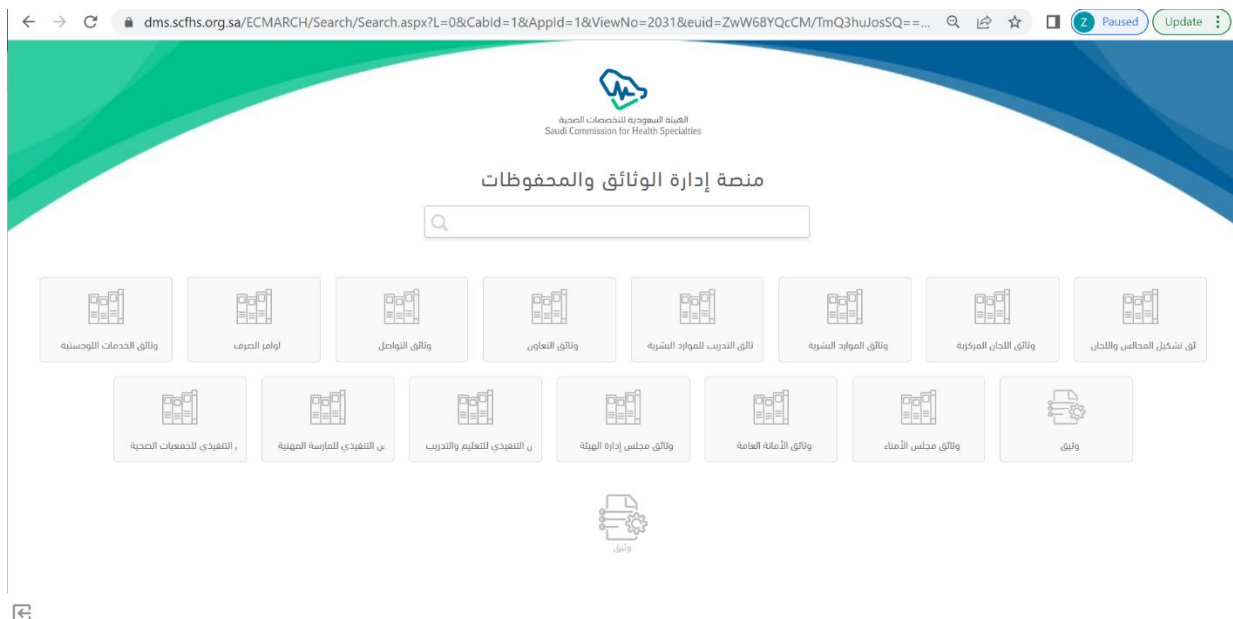 dms.scfhs.org.sa/ECMARCH/Search/Search.aspx?L=0&CabId=1&AppId=1&ViewNo=2031&euid=ZwW68YQcCM/TmQ3huJosSQ==...
Z Paused Update
الهيئة السعودية للتخصصات الصحية
Saudi Commission for Health Specialties
منصة إدارة الوثائق والمحفوظات
ئق تشكيل المجالس واللجان
وثائق اللجان المركزية
وثائق الموارد البشرية
ثائق التدريب للموارد البشرية
وثائق التعاون
وثائق التواصل
اوامر الصرف
وثائق الخدمات اللوجستية
وثيق
وثائق مجلس الأمناء
وثائق الأمانة العامة
وثائق مجلس إدارة الهيئة
س التنفيذي للتعليم والتدريب
س التنفيذي للمارسة المهنية
التنفيذي للجمعيات الصحية
وثيق